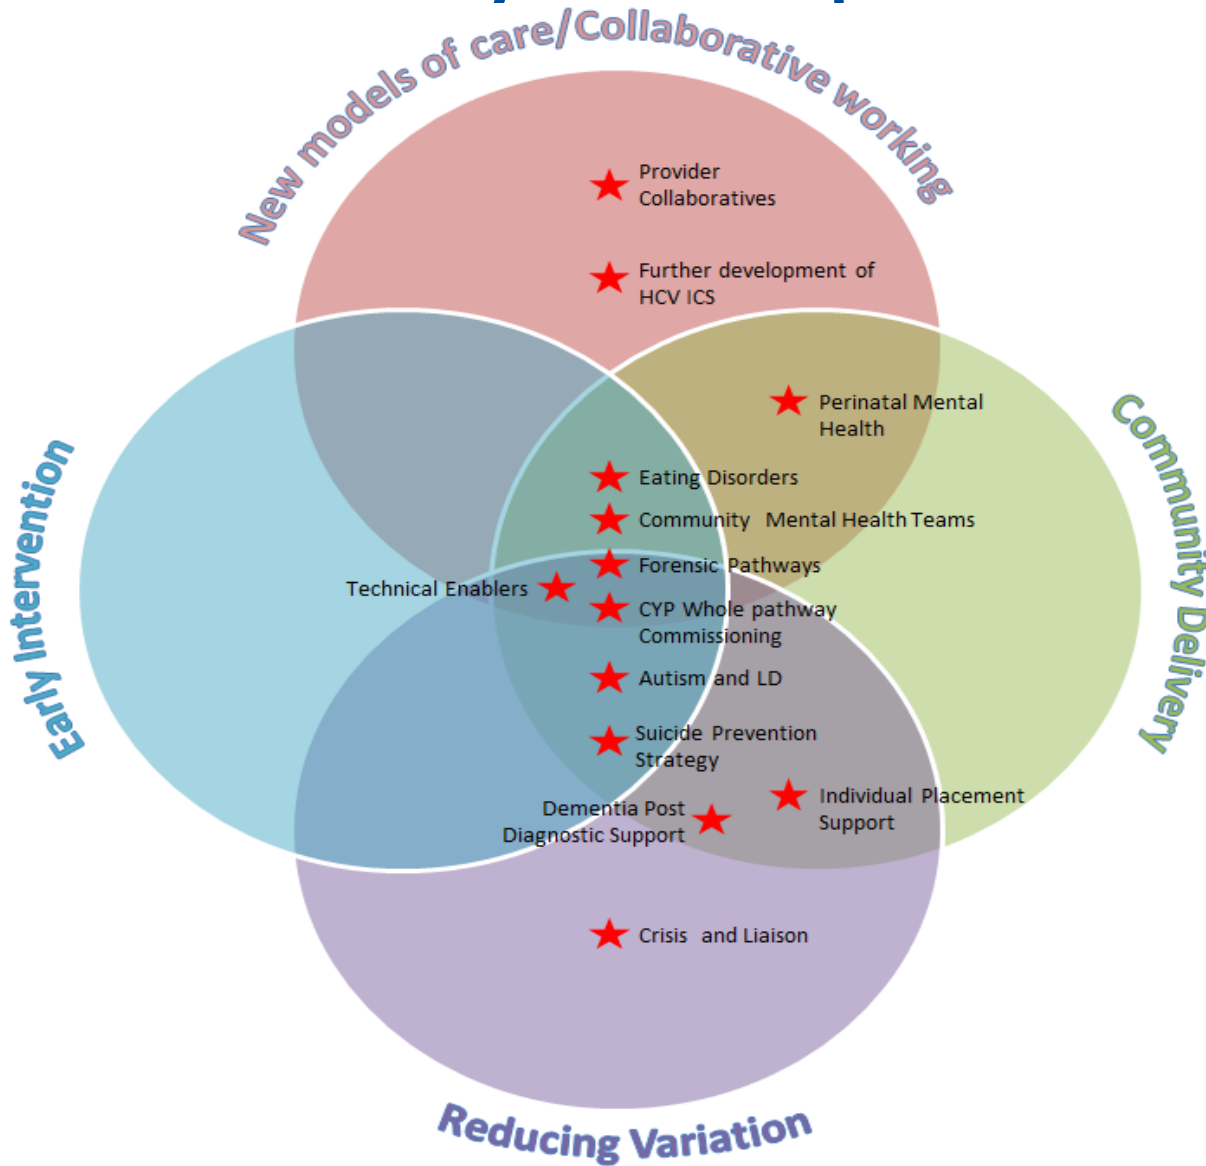 New models of care/Collaborative working
Provider
Collaboratives
Further development of
HCV ICS
Perinatal Mental
Health
Community Delivery
Early Intervention
Eating Disorders
Community Mental Health Teams
Forensic Pathways
Technical Enablers
CYP Whole pathway
Commissioning
Autism and LD
Suicide Prevention
Strategy
Individual Placement
Support
Dementia Post
Diagnostic Support
Crisis and Liaison
Reducing Variation